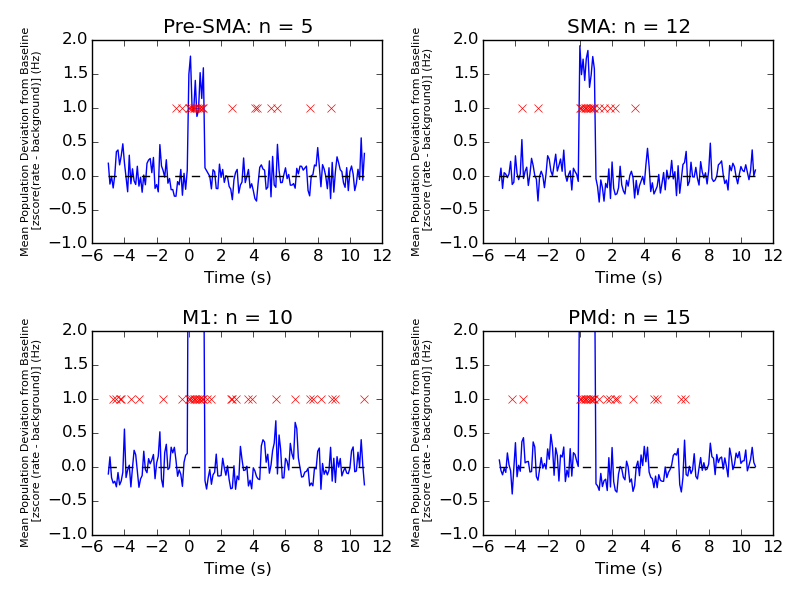 Pre-SMA: n = 5
Mean Population Deviation from Baseline
[zscore(rate - background)] (Hz)
2.0
1.5
1.0
0.5
0.0
−0.5
−1.0
−6 −4 −2 0 2 4 6 8 10 12
Time (s)
SMA: n = 12
Mean Population Deviation from Baseline
[zscore (rate - background)] (Hz)
2.0
1.5
1.0
0.5
0.0
−0.5
−1.0
−6 −4 −2 0 2 4 6 8 10 12
Time (s)
M1: n = 10
Mean Population Deviation from Baseline
[zscore (rate - background)] (Hz)
2.0
1.5
1.0
0.5
0.0
−0.5
−1.0
−6 −4 −2 0 2 4 6 8 10 12
Time (s)
PMd: n = 15
Mean Population Deviation from Baseline
[zscore (rate - background)] (Hz)
2.0
1.5
1.0
0.5
0.0
−0.5
−1.0
−6 −4 −2 0 2 4 6 8 10 12
Time (s)